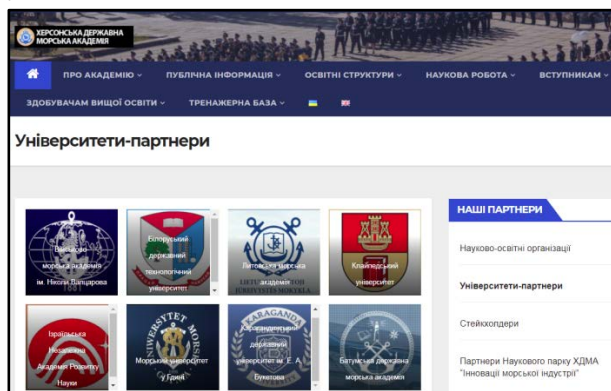 ХЕРСОНСЬКА ДЕРЖАВНА
МОРСЬКА АКАДЕМІЯ
ПРО АКАДЕМІЮ
ПУБЛІЧНА ІНФОРМАЦІЯ
ОСВІТНІ СТРУКТУРИ
НАУКОВА РОБОТА
ВСТУПНИКАМ
ЗДОБУВАЧАМ ВИЩОЇ ОСВІТИ
ТРЕНАЖЕРНА БАЗА
Університети-партнери
Військово
морська академія
ім. Ніколи Вапцарова
Білоруський
державний
технологічний
університет
Литовська морська
академія
Клайпедський
університет
Ізраїльська
Незалежна
Академія Розвитку
Науки
Морський університет
у Гдині
KARAGANDA
Карагандинський
державний
університет ім. Е. А.
Букетова
Батумська державна
морська академія
НАШІ ПАРТНЕРИ
Науково-освітні організації
Університети-партнери
Стейкхолдери
Партнери Наукового парку ХДМА
"Інновації морської індустрії"